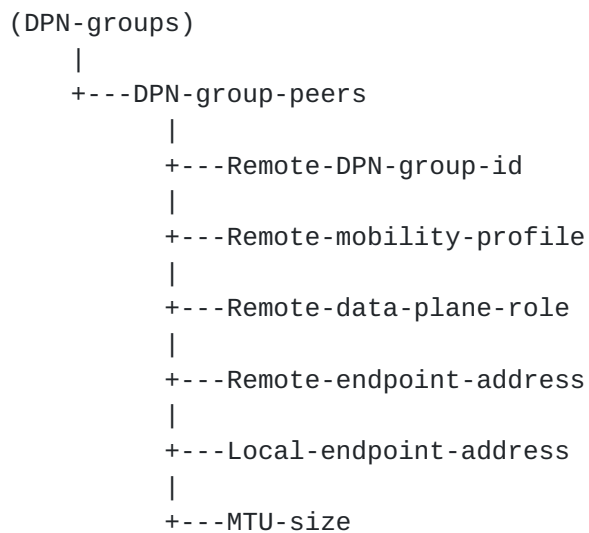 (DPN-groups)
    |
    +---DPN-group-peers
          |
          +---Remote-DPN-group-id
          |
          +---Remote-mobility-profile
          |
          +---Remote-data-plane-role
          |
          +---Remote-endpoint-address
          |
          +---Local-endpoint-address
          |
          +---MTU-size